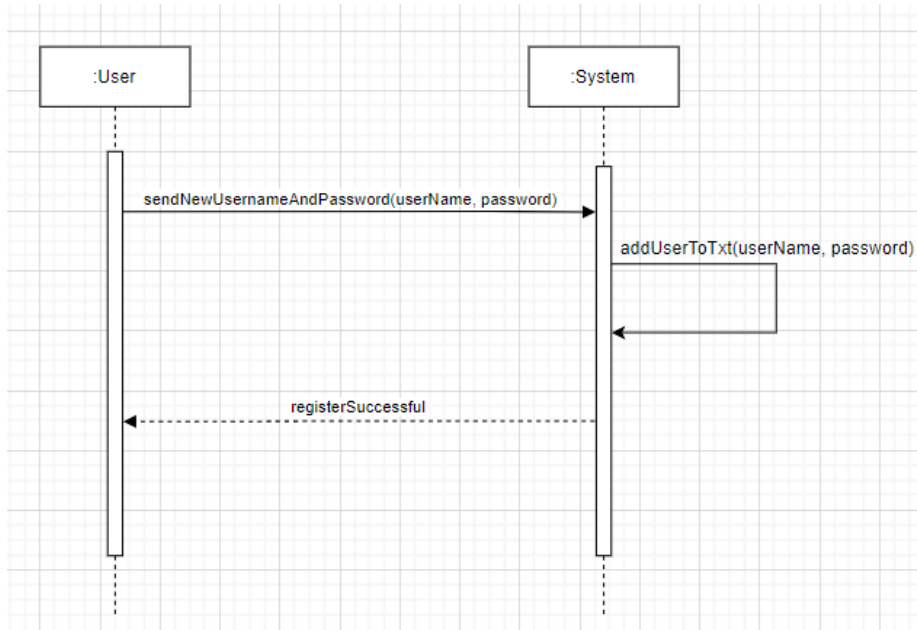 :User
:System
sendNewUsernameAndPassword(userName, password)
addUserToTxt(userName, password)
registerSuccessful